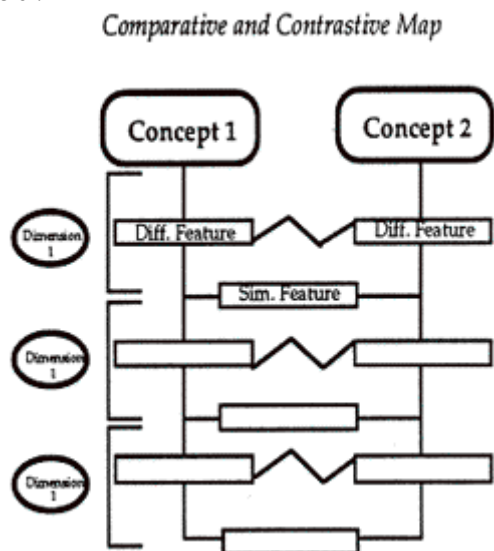 Comparative and Contrastive Map
Concept 1
Concept 2
Dimension
1
Diff. Feature
Diff. Feature
Sim. Feature
Dimension
1
Dimension
1